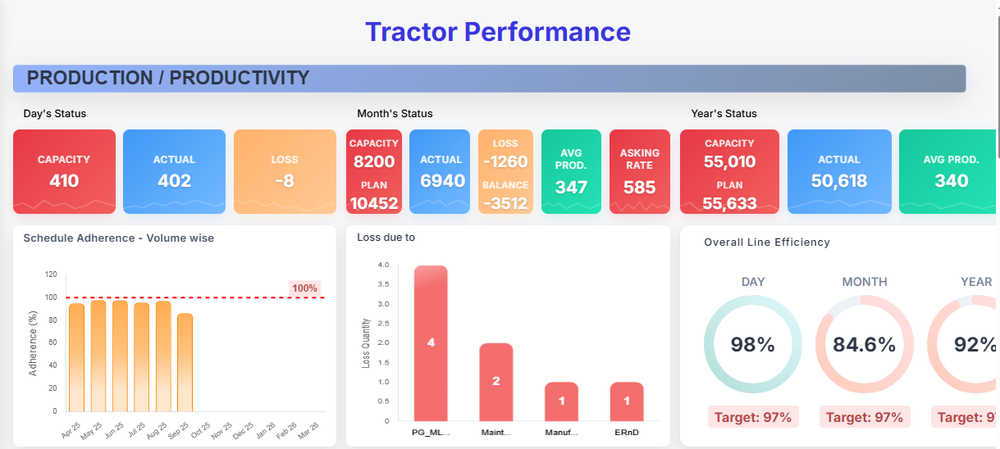 Tractor Performance
PRODUCTION / PRODUCTIVITY
Day's Status
CAPACITY
410
ACTUAL
402
LOSS
-8
Month's Status
CAPACITY
8200
PLAN
10452
ACTUAL
6940
LOSS
-1260
BALANCE
-3512
AVG
PROD.
347
ASKING
RATE
585
Year's Status
CAPACITY
55,010
PLAN
55,633
ACTUAL
50,618
AVG PROD.
340
Schedule Adherence - Volume wise
Adherence (%)
120
100
80
60
40
20
0
100%
Apr 25
May 25
Jun 25
Jul 25
Aug 25
Sep 25
Oct 25
Nov 25
Dec 25
Jan 26
Feb 26
Mar 26
Loss due to
Loss Quantity
4.0
3.5
3.0
2.5
2.0
1.5
1.0
0.5
0
4
2
1
1
PG_ML...
Maint...
Manuf...
ERnD
Overall Line Efficiency
DAY
98%
Target: 97%
MONTH
84.6%
Target: 97%
YEAR
92%
Target: 9